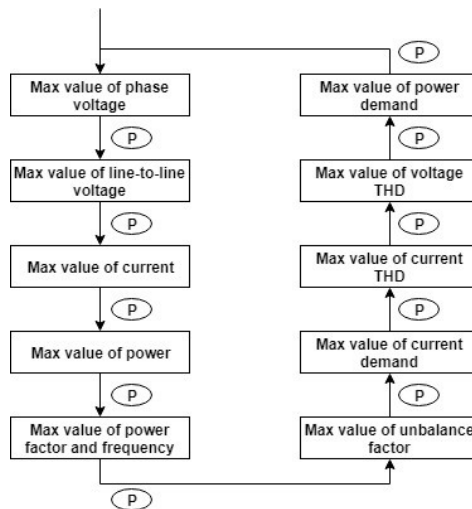 P
Max value of phase
voltage
Max value of power
demand
P
P
Max value of line-to-line
voltage
Max value of voltage
THD
P
P
Max value of current
Max value of current
THD
P
P
Max value of power
Max value of current
demand
P
P
Max value of power
factor and frequency
Max value of unbalance
factor
P